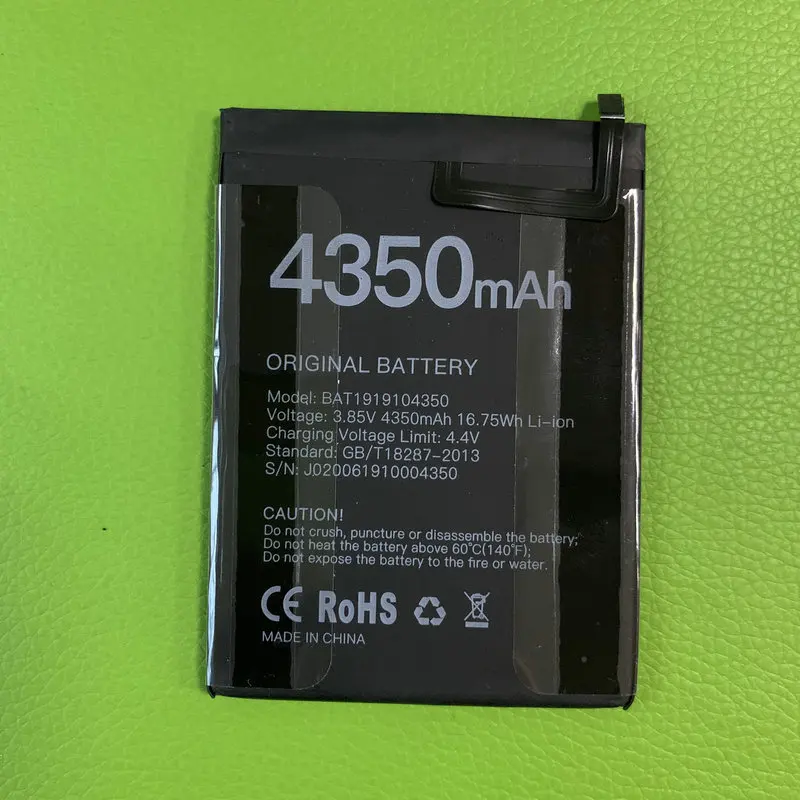 4350mAh
ORIGINAL BATTERY
Model: BAT1919104350
Voltage: 3.85V 4350mAh 16.75Wh Li-ion
Charging Voltage Limit: 4.4V
Standard: GB/T18287-2013
S/N: J020061910004350
CAUTION!
Do not crush, puncture or disassemble the battery;
Do not heat the battery above 60°C(140°F);
Do not expose the battery to the fire or water.
CE RoHS
MADE IN CHINA